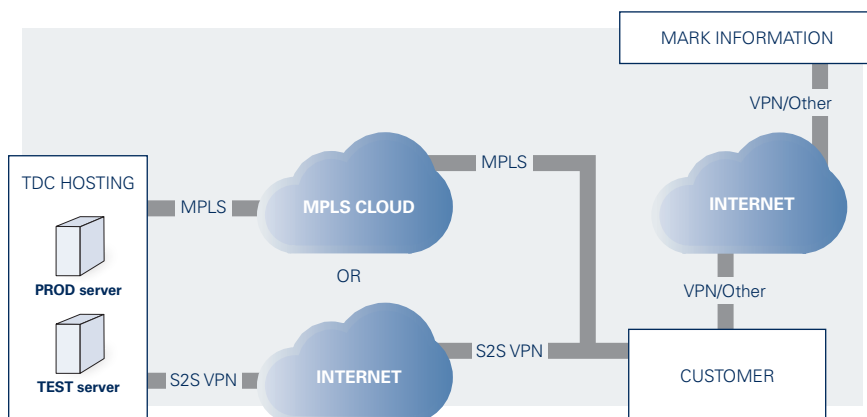 MARK INFORMATION
VPN/Other
TDC HOSTING
MPLS
MPLS CLOUD
MPLS
INTERNET
PROD server
OR
VPN/Other
TEST server
S2S VPN
INTERNET
S2S VPN
CUSTOMER